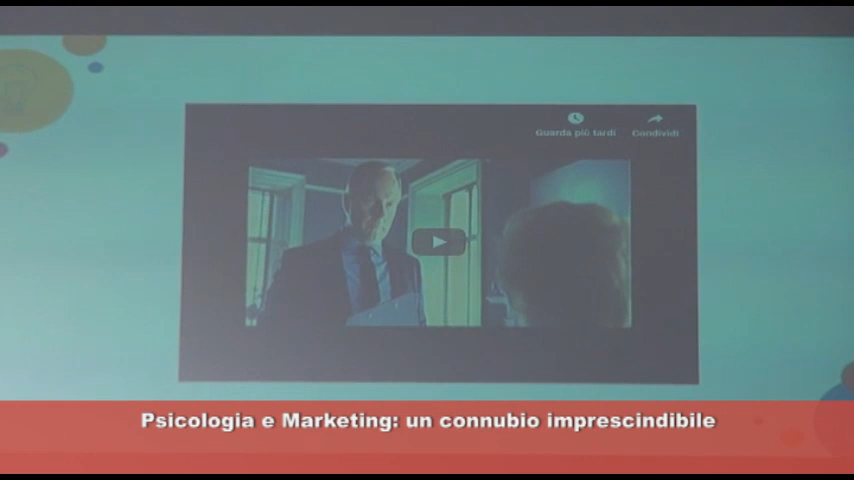 Guarda più tardi
Condividi
Psicologia e Marketing: un connubio imprescindibile